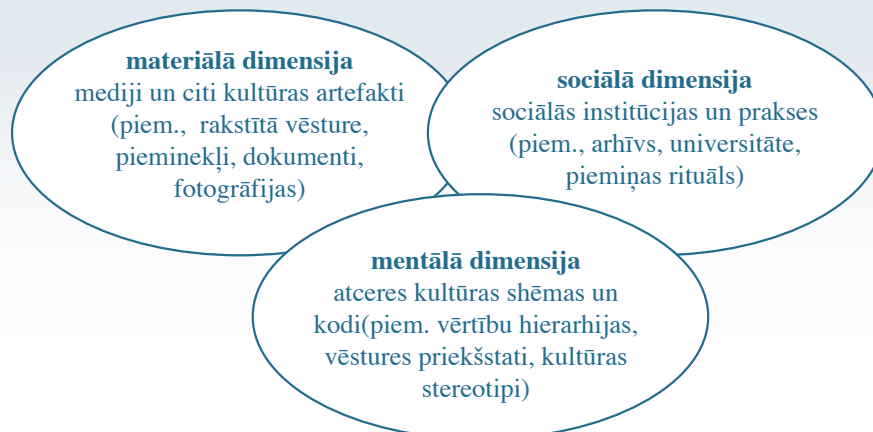 materiālā dimensija
mediji un citi kultūras artefakti
(piem., rakstītā vēsture,
pieminekļi, dokumenti,
fotogrāfijas)
sociālā dimensija
sociālās institūcijas un prakses
(piem., arhīvs, universitāte,
piemiņas rituāls)
mentālā dimensija
atceres kultūras shēmas un
kodi(piem. vērtību hierarhijas,
vēstures priekšstati, kultūras
stereotipi)